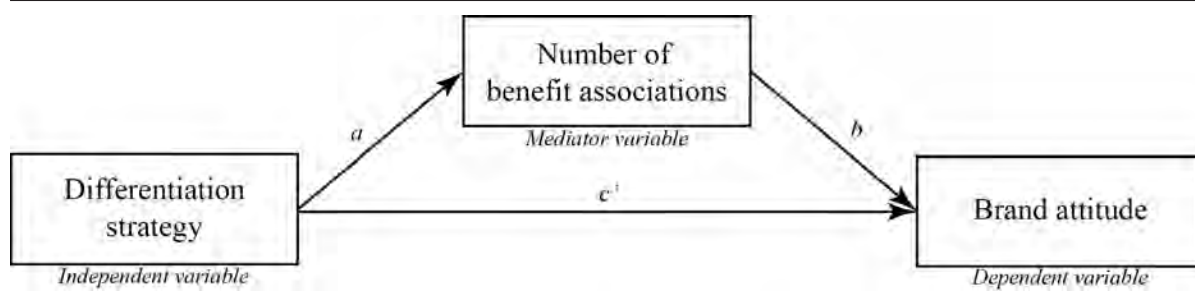 Number of
benefit associations
Mediator variable
a
b
Differentiation
strategy
Independent variable
c'
Brand attitude
Dependent variable